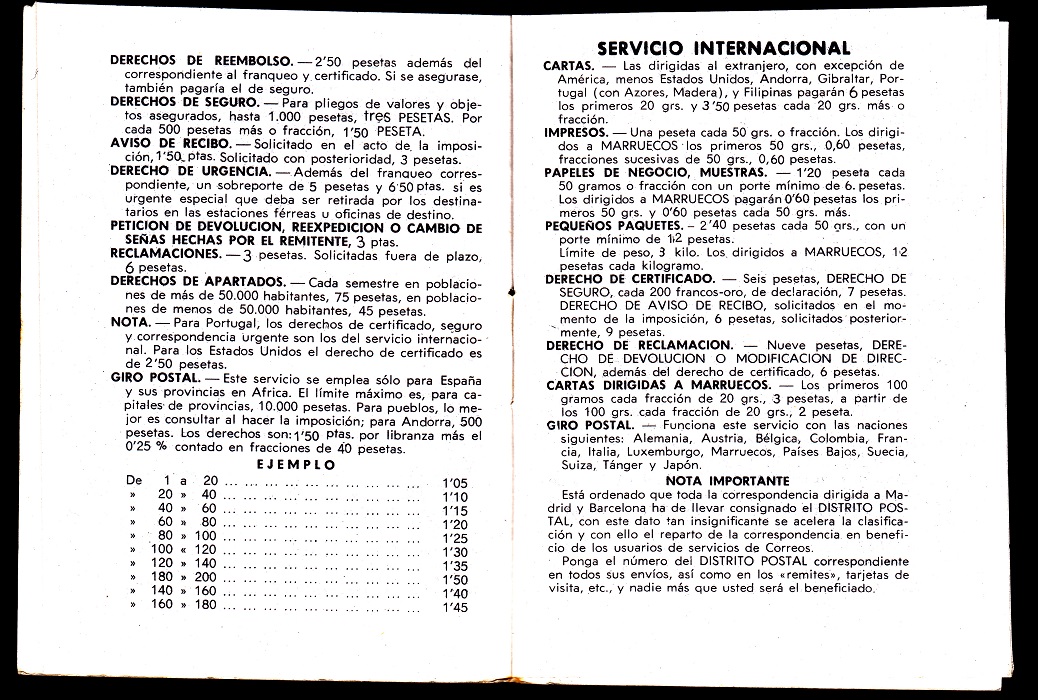 DERECHOS DE REEMBOLSO. — 2'50 pesetas además del
correspondiente al franqueo y certificado. Si se asegurase,
también pagaría el de seguro.
DERECHOS DE SEGURO. — Para pliegos de valores y obje-
tos asegurados, hasta 1.000 pesetas, tres PESETAS. Por
cada 500 pesetas más o fracción, 1'50 PESETA.
AVISO DE RECIBO. — Solicitado en el acto de la imposi-
ción, 1'50 ptas. Solicitado con posterioridad, 3 pesetas.
DERECHO DE URGENCIA. — Además del franqueo corres-
pondiente, un sobreporte de 5 pesetas y 6'50 ptas. si es
urgente especial que deba ser retirada por los destina-
tarios en las estaciones férreas u oficinas de destino.
PETICION DE DEVOLUCION, REEXPEDICION O CAMBIO DE
SEÑAS HECHAS POR EL REMITENTE, 3 ptas.
RECLAMACIONES. — 3 pesetas. Solicitadas fuera de plazo,
6 pesetas.
DERECHOS DE APARTADOS. — Cada semestre en poblacio-
nes de más de 50.000 habitantes, 75 pesetas, en poblacio-
nes de menos de 50.000 habitantes, 45 pesetas.
NOTA. — Para Portugal, los derechos de certificado, seguro
y correspondencia urgente son los del servicio internacio-
nal. Para los Estados Unidos el derecho de certificado es
de 2'50 pesetas.
GIRO POSTAL. — Este servicio se emplea sólo para España
y sus provincias en Africa. El límite máximo es, para ca-
pitales de provincias, 10.000 pesetas. Para pueblos, lo me-
jor es consultar al hacer la imposición; para Andorra, 500
pesetas. Los derechos son: 1'50 Ptas. por libranza más el
0'25 % contado en fracciones de 40 pesetas.
EJEMPLO
De 1 a 20 ... ... ... ... ... ... ... ... ... ... 1'05
» 20 » 40 ... ... ... ... ... ... ... ... ... ... 1'10
» 40 » 60 ... ... ... ... ... ... ... ... ... ... 1'15
» 60 » 80 ... ... ... ... ... ... ... ... ... ... 1'20
» 80 » 100 ... ... ... ... ... ... ... ... ... ... 1'25
» 100 « 120 ... ... ... ... ... ... ... ... ... ... 1'30
» 120 » 140 ... ... ... ... ... ... ... ... ... ... 1'35
» 180 » 200 ... ... ... ... ... ... ... ... ... ... 1'50
» 140 » 160 ... ... ... ... ... ... ... ... ... ... 1'40
» 160 » 180 ... ... ... ... ... ... ... ... ... ... 1'45
SERVICIO INTERNACIONAL
CARTAS. — Las dirigidas al extranjero, con excepción de
América, menos Estados Unidos, Andorra, Gibraltar, Por-
tugal (con Azores, Madera), y Filipinas pagarán 6 pesetas
los primeros 20 grs. y 3'50 pesetas cada 20 grs. más o
fracción.
IMPRESOS. — Una peseta cada 50 grs. o fracción. Los dirigi-
dos a MARRUECOS los primeros 50 grs., 0,60 pesetas,
fracciones sucesivas de 50 grs., 0,60 pesetas.
PAPELES DE NEGOCIO, MUESTRAS. — 1'20 peseta cada
50 gramos o fracción con un porte mínimo de 6. pesetas.
Los dirigidos a MARRUECOS pagarán 0'60 pesetas los pri-
meros 50 grs. y 0'60 pesetas cada 50 grs. más.
PEQUEÑOS PAQUETES. – 2'40 pesetas cada 50 grs., con un
porte mínimo de 12 pesetas.
Límite de peso, 3 kilo. Los dirigidos a MARRUECOS, 12
pesetas cada kilogramo.
DERECHO DE CERTIFICADO. — Seis pesetas, DERECHO DE
SEGURO, cada 200 francos-oro, de declaración, 7 pesetas.
DERECHO DE AVISO DE RECIBO, solicitados en el mo-
mento de la imposición, 6 pesetas, solicitados posterior-
mente, 9 pesetas.
DERECHO DE RECLAMACION. — Nueve pesetas, DERE-
CHO DE DEVOLUCION O MODIFICACION DE DIREC-
CION, además del derecho de certificado, 6 pesetas.
CARTAS DIRIGIDAS A MARRUECOS. — Los primeros 100
gramos cada fracción de 20 grs., 3 pesetas, a partir de
los 100 grs. cada fracción de 20 grs., 2 peseta.
GIRO POSTAL. — Funciona este servicio con las naciones
siguientes: Alemania, Austria, Bélgica, Colombia, Fran-
cia, Italia, Luxemburgo, Marruecos, Países Bajos, Suecia,
Suiza, Tánger y Japón.
NOTA IMPORTANTE
Está ordenado que toda la correspondencia dirigida a Ma-
drid y Barcelona ha de llevar consignado el DISTRITO POS-
TAL, con este dato tan insignificante se acelera la clasifica-
ción y con ello el reparto de la correspondencia en benefi-
cio de los usuarios de servicios de Correos.
Ponga el número del DISTRITO POSTAL correspondiente
en todos sus envíos, así como en los «remites», tarjetas de
visita, etc., y nadie más que usted será el beneficiado.